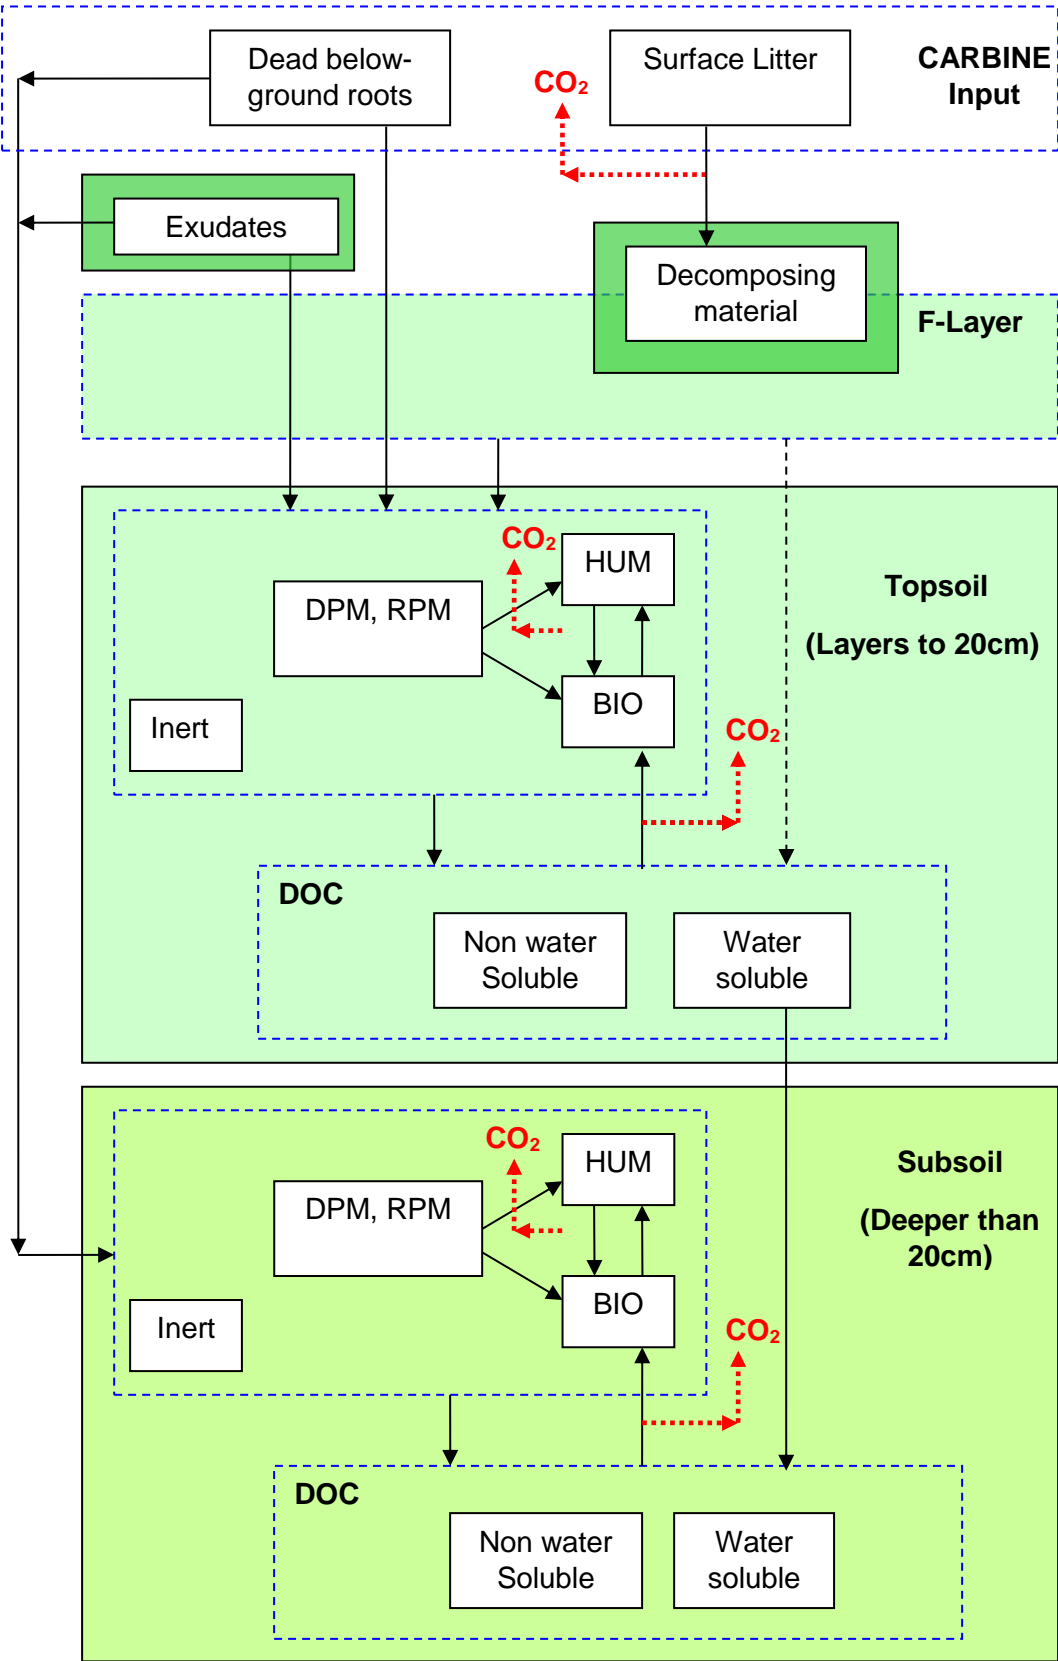 Dead below-
ground roots
CO₂
Surface Litter
CARBINE
Input
Exudates
Decomposing
material
F-Layer
CO₂
HUM
DPM, RPM
Topsoil
(Layers to 20cm)
BIO
Inert
CO₂
DOC
Non water
Soluble
Water
soluble
CO₂
HUM
DPM, RPM
Subsoil
(Deeper than
20cm)
BIO
Inert
CO₂
DOC
Non water
Soluble
Water
soluble